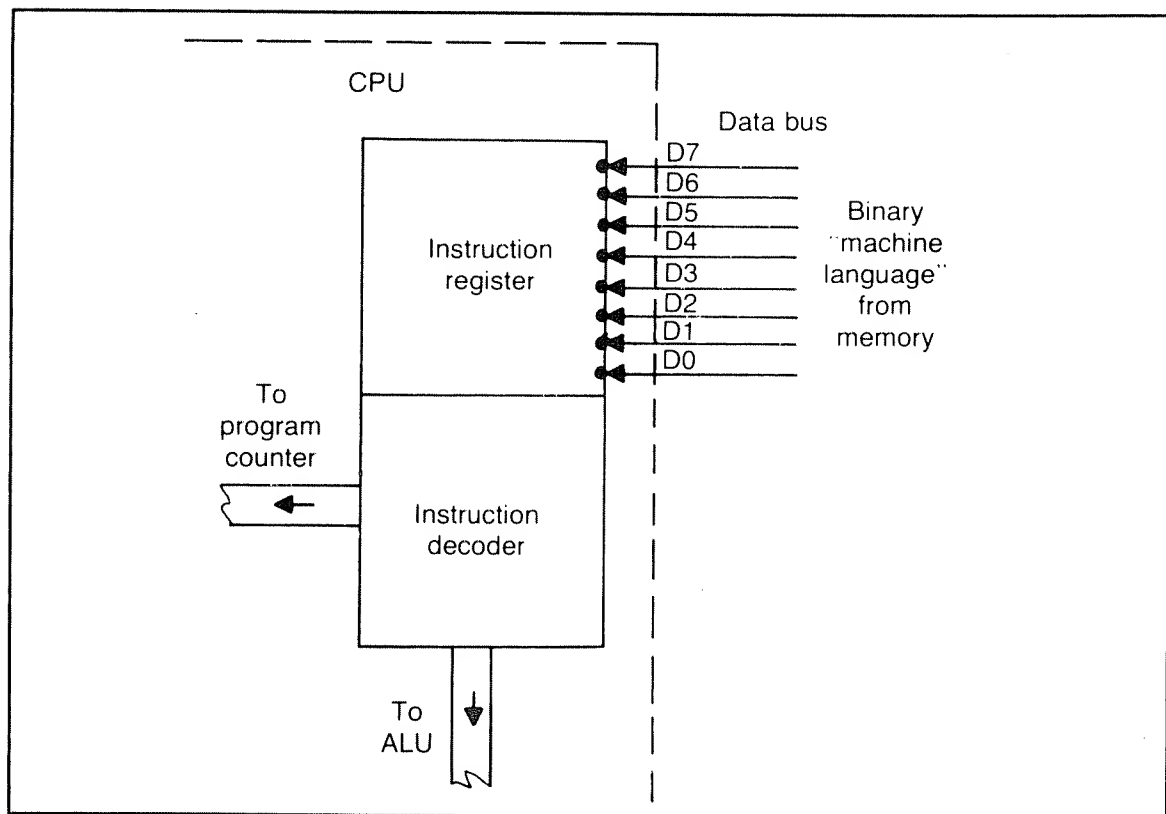 CPU
Data bus
D7
D6
D5
D4
D3
D2
D1
D0
Binary
"machine
language"
from
memory
Instruction
register
To
program
counter
Instruction
decoder
To
ALU